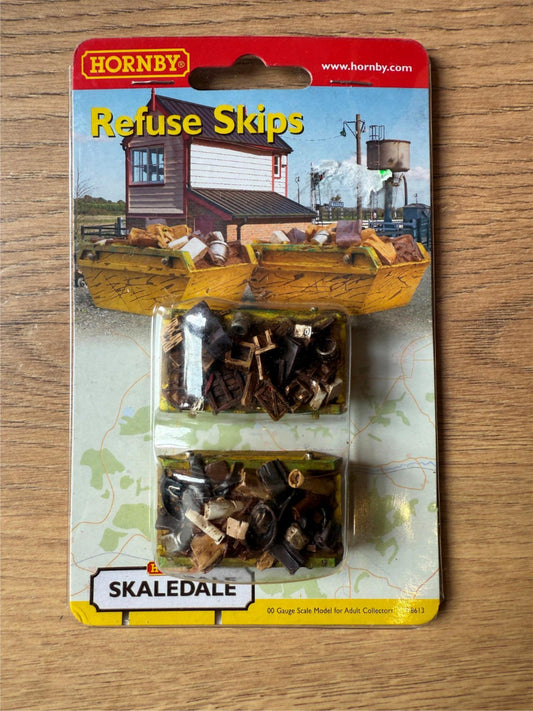 HORNBY®
www.hornby.com
Refuse Skips
SKALEDALE
00 Gauge Scale Model for Adult Collectors